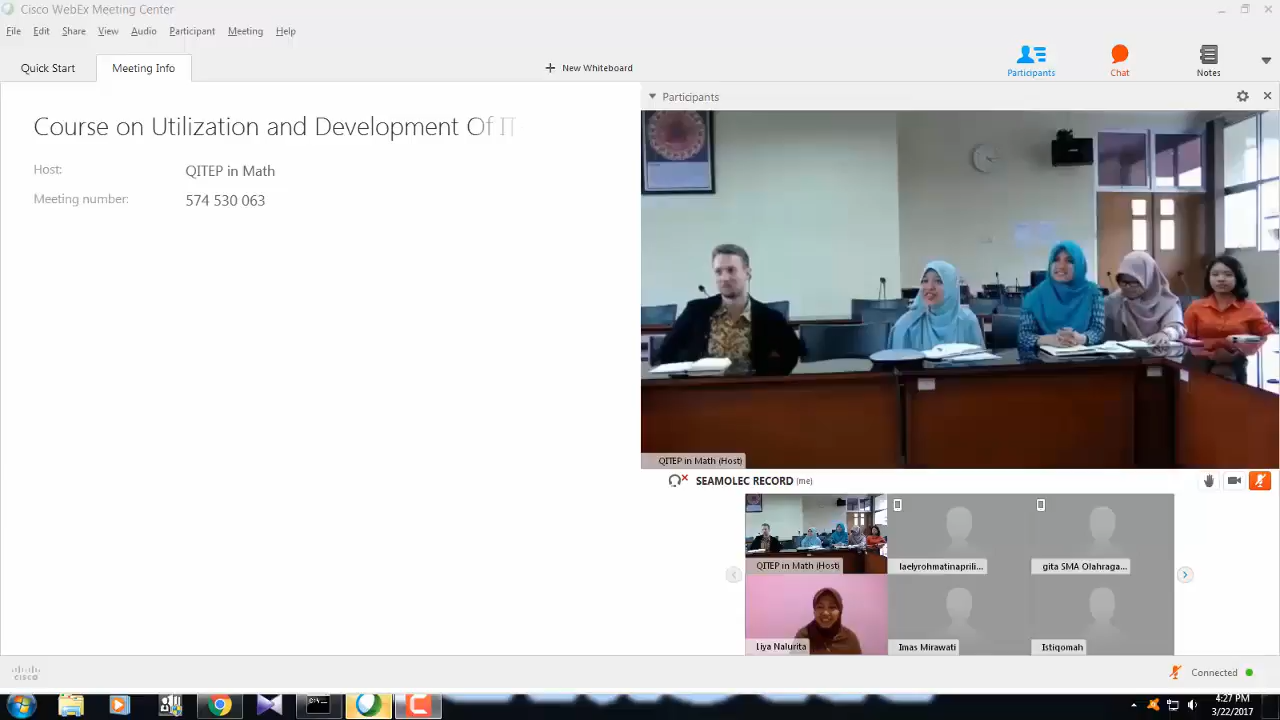 Cisco WebEx Meeting Center
File Edit Share View Audio Participant Meeting Help
Quick Start Meeting Info New Whiteboard
Participants Chat Notes
Participants
Course on Utilization and Development Of IT
Host: QITEP in Math
Meeting number: 574 530 063
QITEP in Math (Host)
SEAMOLEC RECORD (me)
QITEP in Math (Host) laelyrohmatinaprili... gita SMA Olahraga...
Liya Nalurita Imas Mirawati Istiqomah
cisco
Connected
4:27 PM
3/22/2017